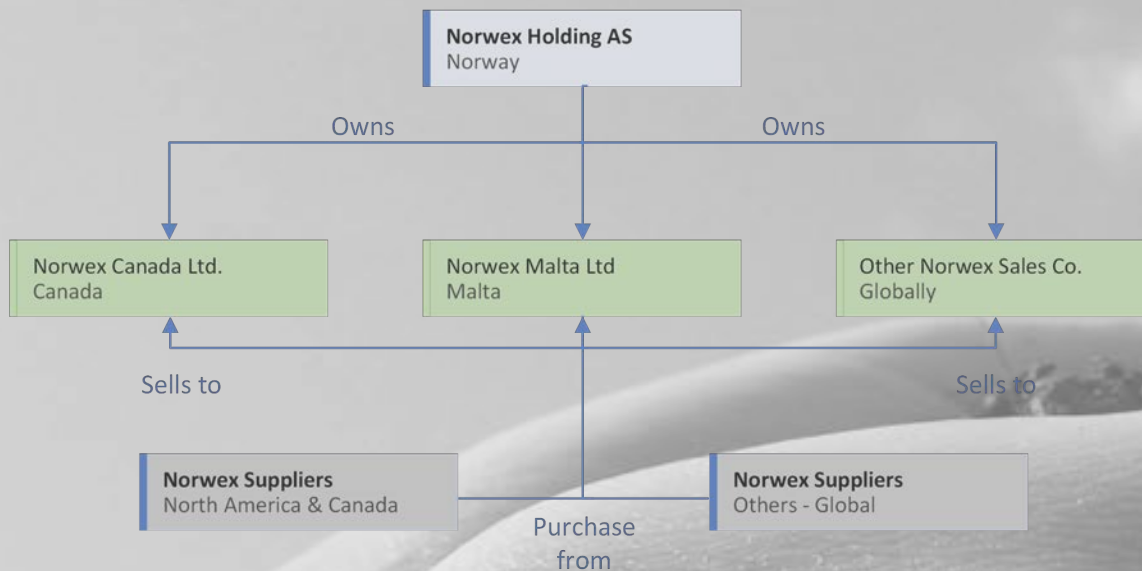 Norwex Holding AS
Norway
Owns
Owns
Norwex Canada Ltd.
Canada
Norwex Malta Ltd
Malta
Other Norwex Sales Co.
Globally
Sells to
Sells to
Norwex Suppliers
North America & Canada
Norwex Suppliers
Others - Global
Purchase
from